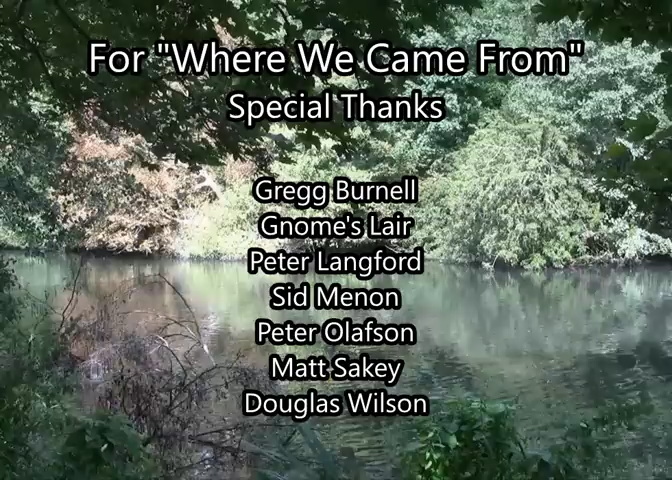 For "Where We Came From"
Special Thanks
Gregg Burnell
Gnome's Lair
Peter Langford
Sid Menon
Peter Olafson
Matt Sakey
Douglas Wilson